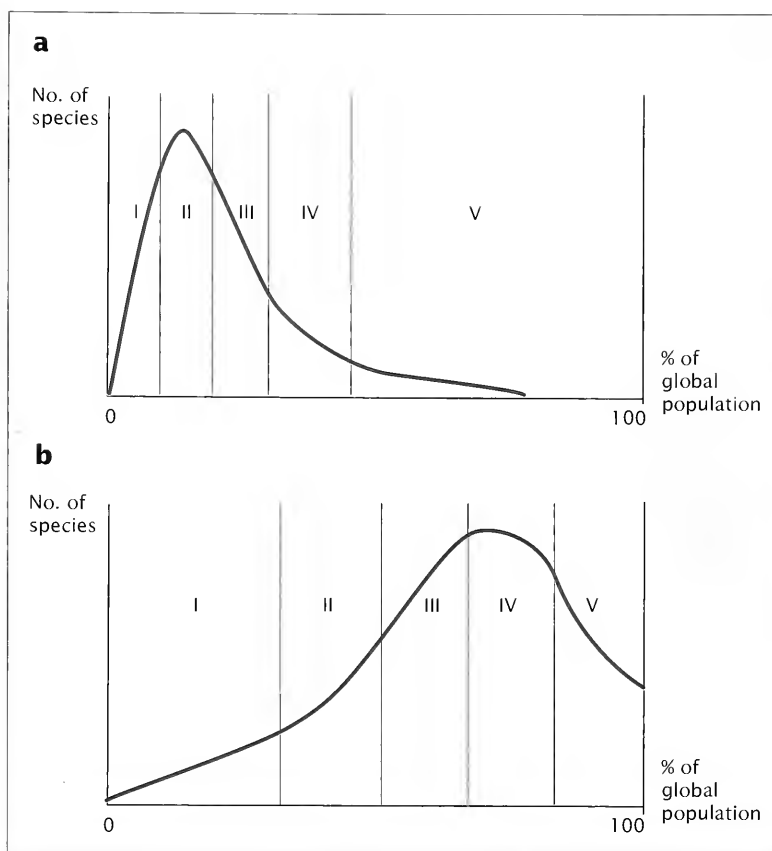 a
No. of
species
I II III IV V
% of
global
population
0 100
b
No. of
species
I II III IV V
% of
global
population
0 100